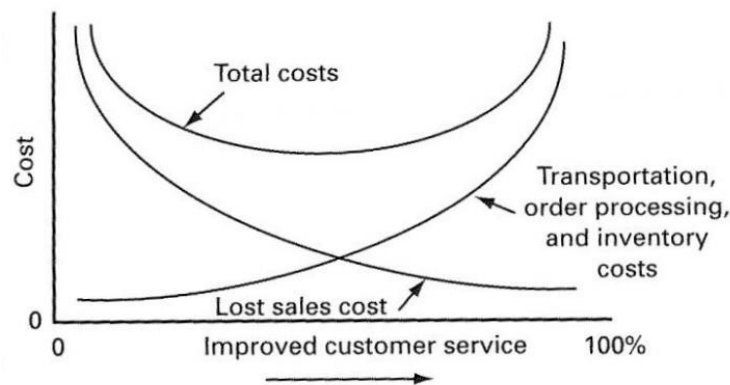 Total costs
Cost
Transportation,
order processing,
and inventory
costs
Lost sales cost
0
0 Improved customer service 100%